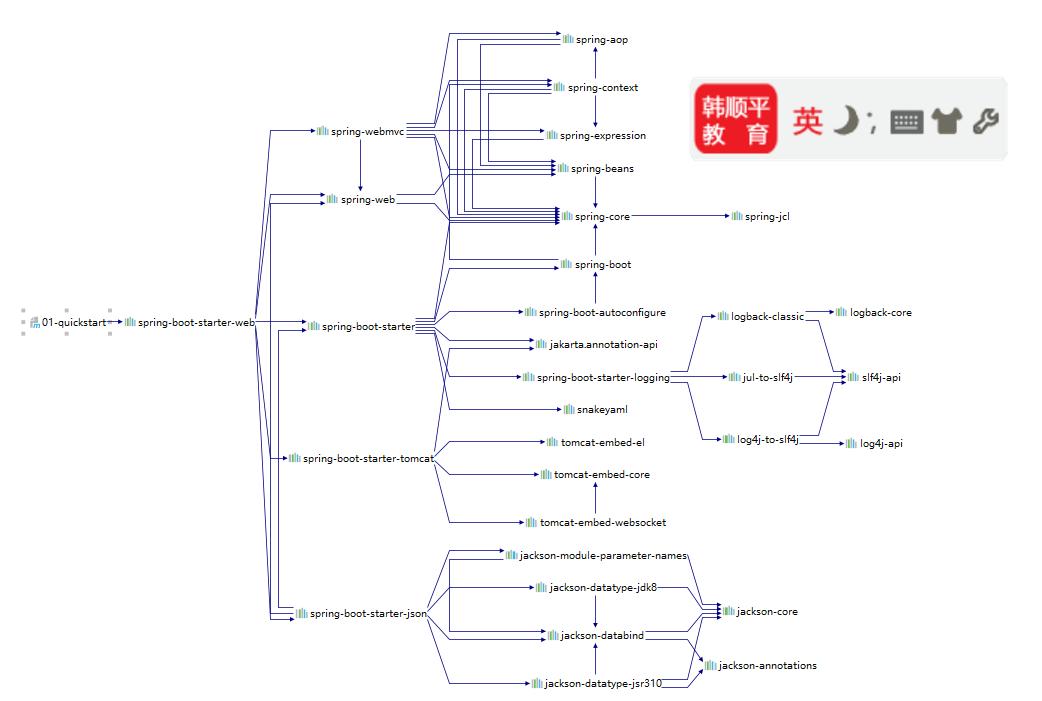 spring-aop
spring-context
韩顺平
教 育
英
;
spring-webmvc
spring-expression
spring-beans
spring-web
spring-core
spring-jcl
spring-boot
spring-boot-autoconfigure
logback-classic
logback-core
01-quickstart
spring-boot-starter-web
spring-boot-starter
jakarta.annotation-api
spring-boot-starter-logging
jul-to-slf4j
slf4j-api
snakeyaml
tomcat-embed-el
log4j-to-slf4j
log4j-api
spring-boot-starter-tomcat
tomcat-embed-core
tomcat-embed-websocket
jackson-module-parameter-names
jackson-datatype-jdk8
spring-boot-starter-json
jackson-core
jackson-databind
jackson-annotations
jackson-datatype-jsr310